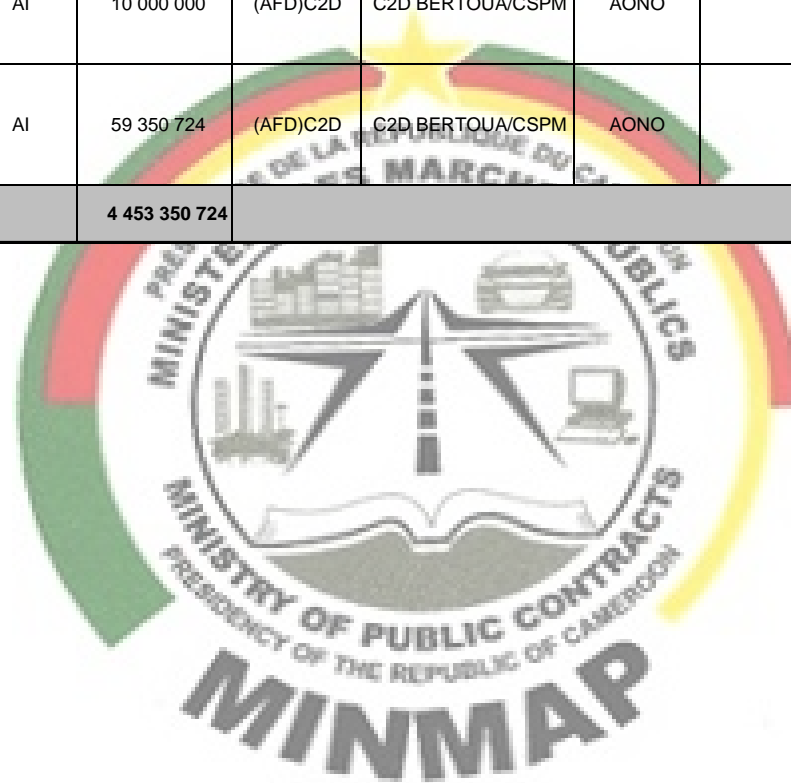 AI 10 000 000 (AFD)C2D C2D BERTOUA/CSPM AONO
AI 59 350 724 (AFD)C2D C2D BERTOUA/CSPM AONO
4 453 350 724
MINISTRY OF PUBLIC CONTRACTS
PRESIDENCY OF THE REPUBLIC OF CAMEROON
MINMAP